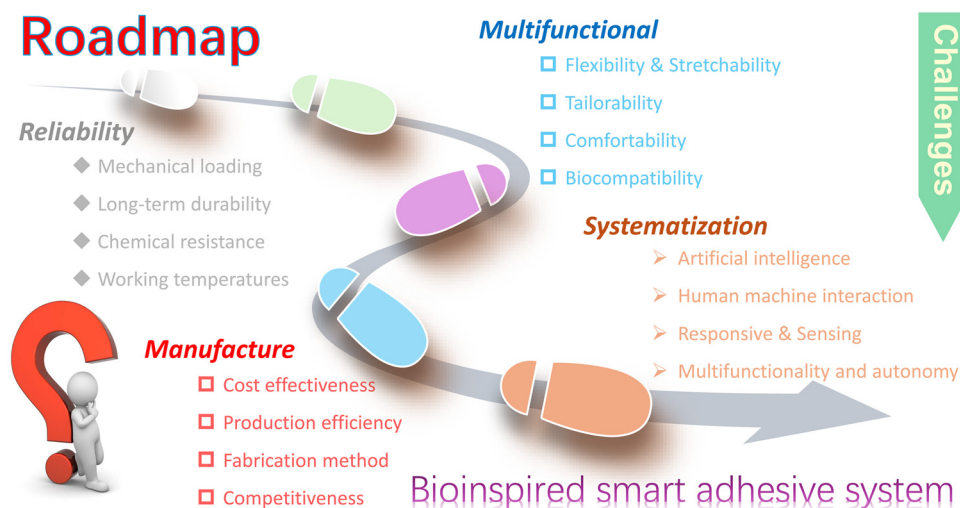 Roadmap
Multifunctional
Flexibility & Stretchability
Tailorability
Comfortability
Biocompatibility
Challenges
Reliability
Mechanical loading
Long-term durability
Chemical resistance
Working temperatures
Systematization
Artificial intelligence
Human machine interaction
Responsive & Sensing
Multifunctionality and autonomy
Manufacture
Cost effectiveness
Production efficiency
Fabrication method
Competitiveness
Bioinspired smart adhesive system